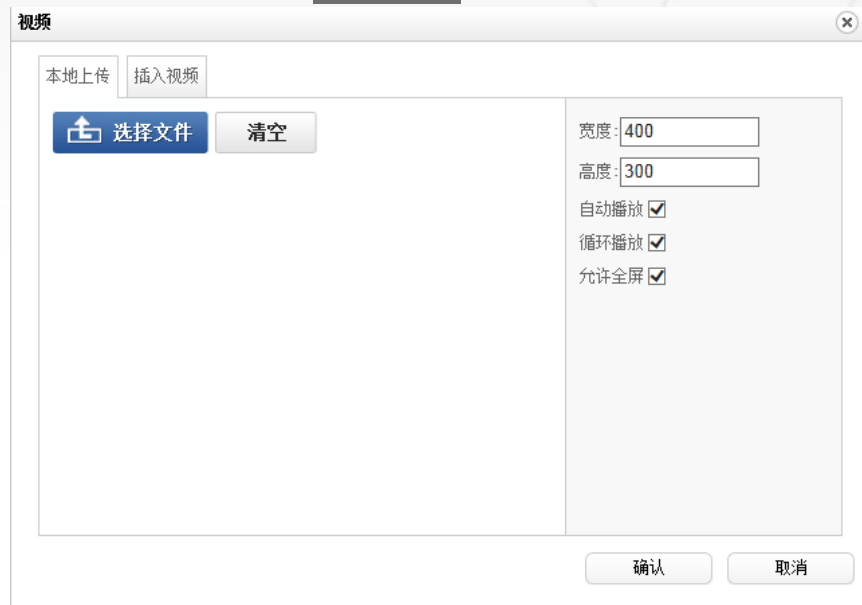 视频
本地上传 插入视频
选择文件 清空
宽度: 400
高度: 300
自动播放
循环播放
允许全屏
确认 取消